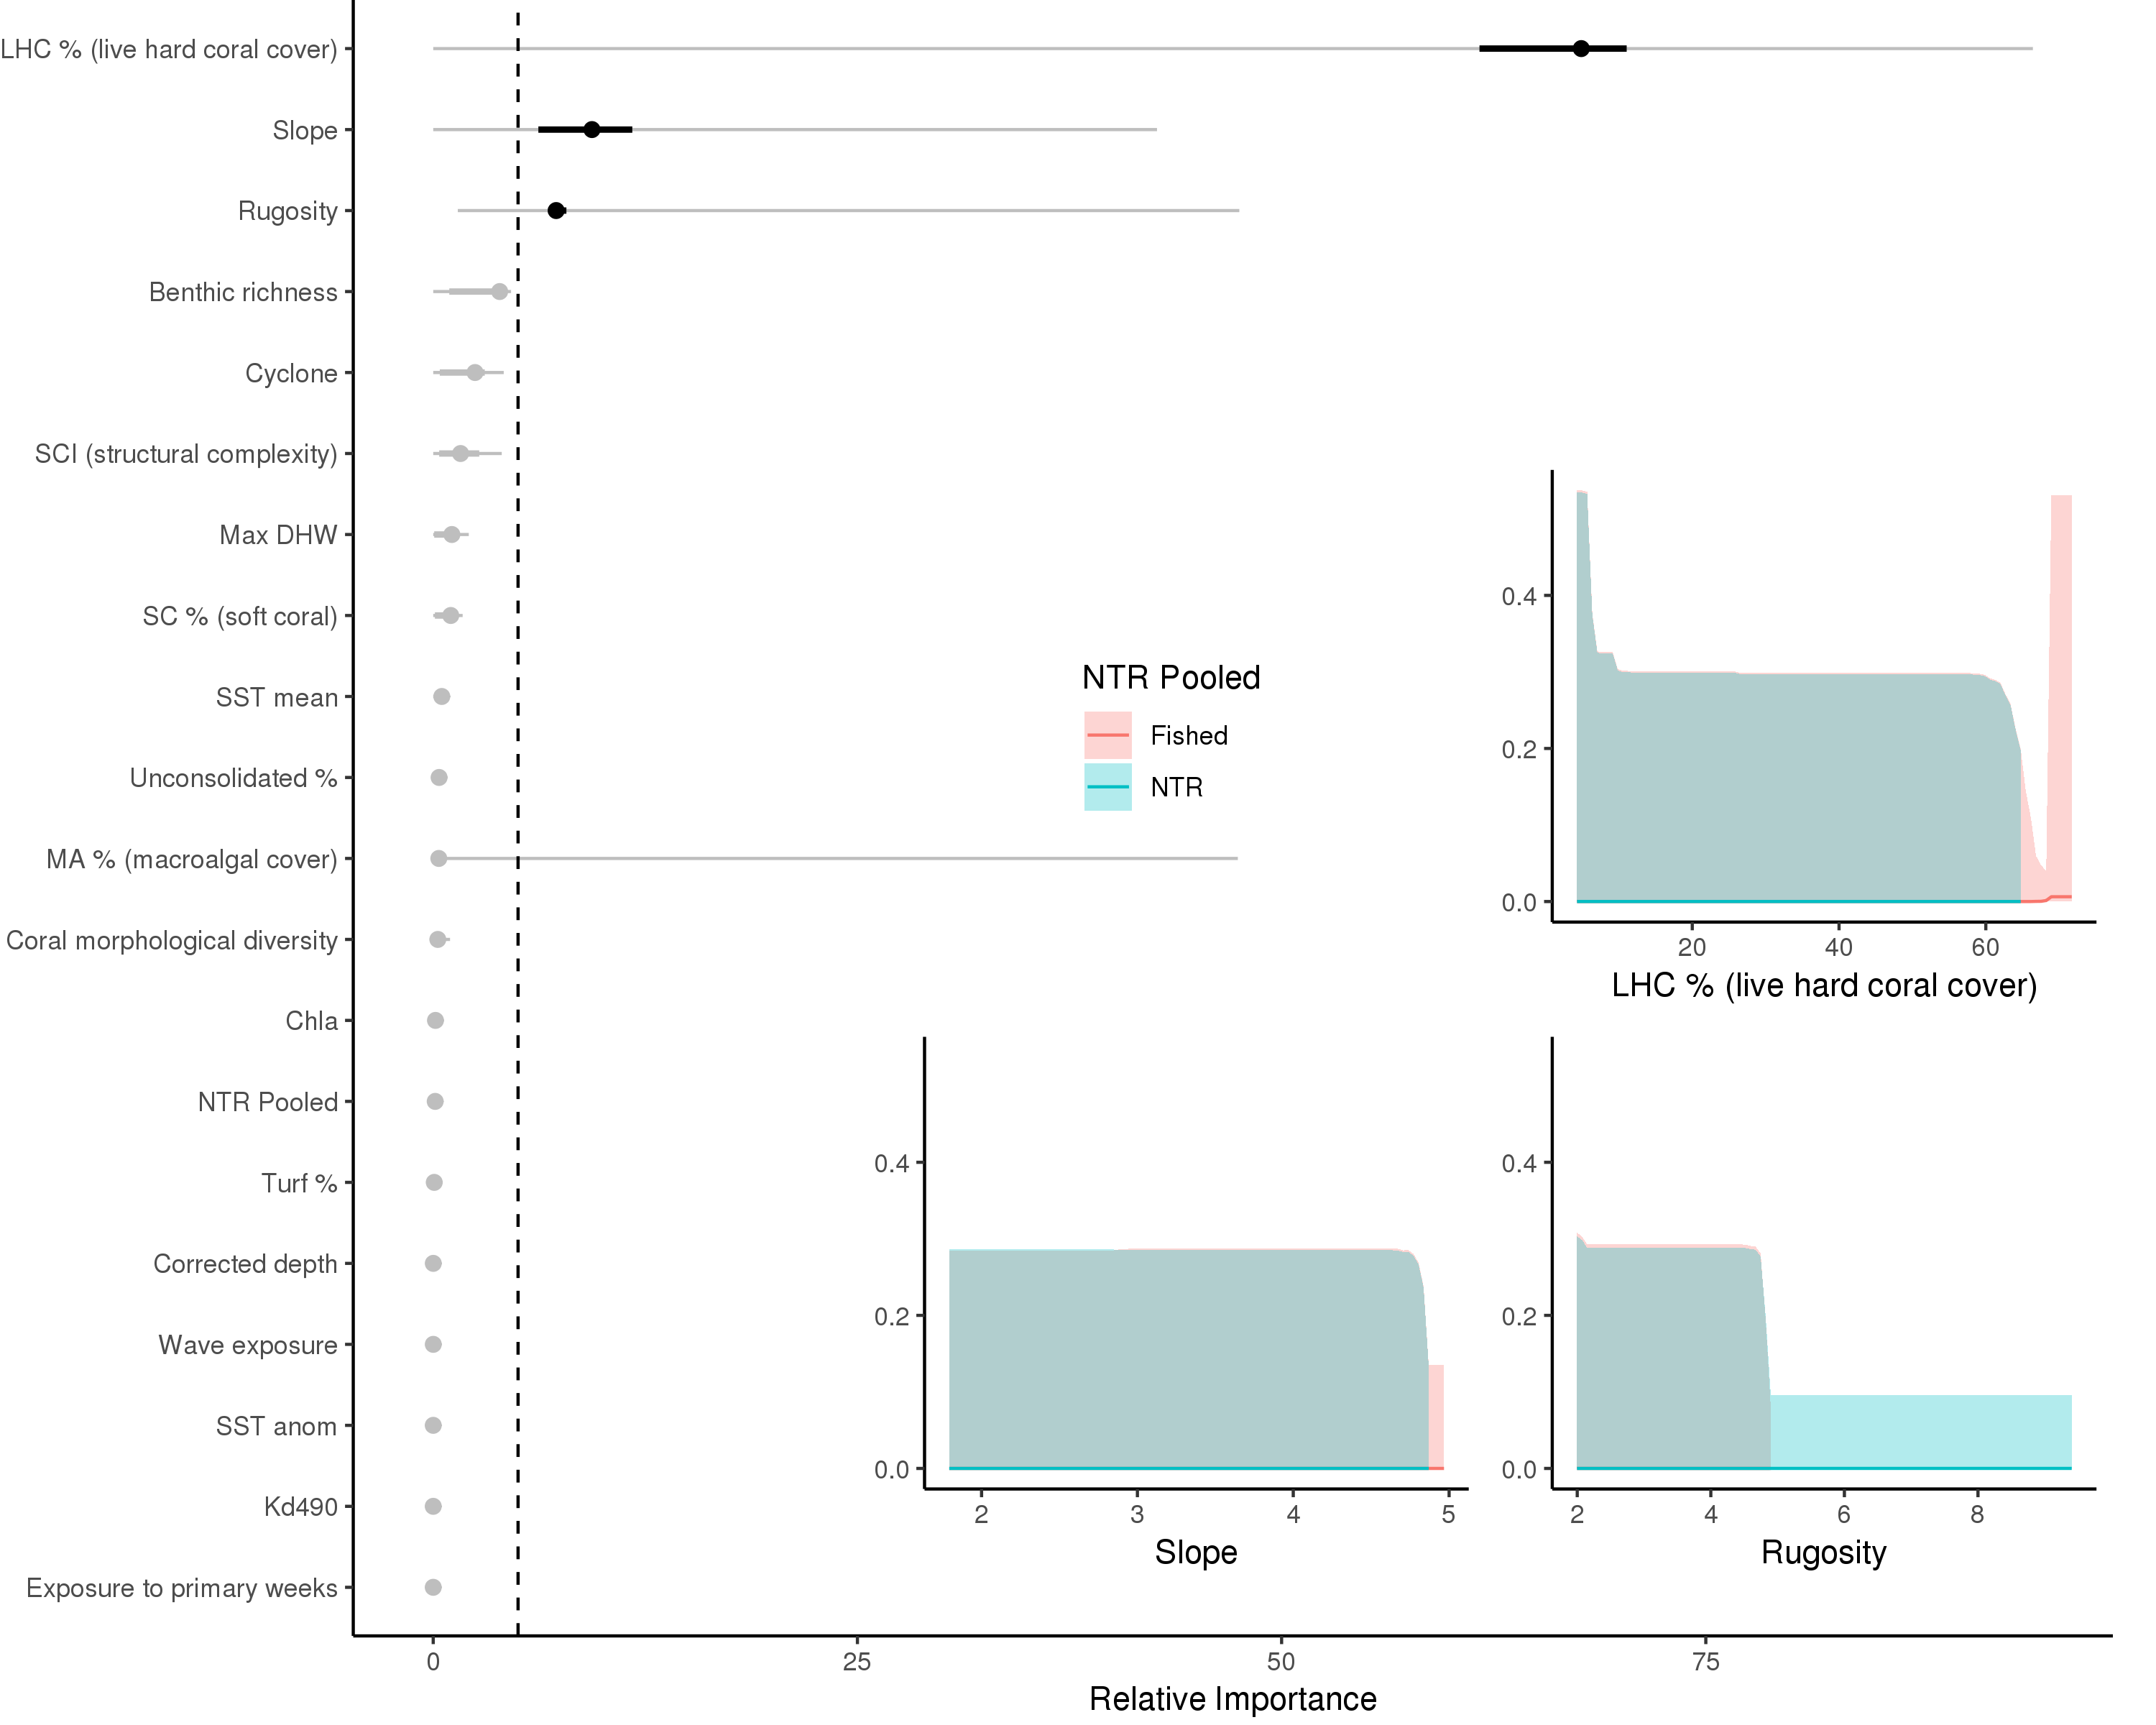 LHC % (live hard coral cover)
Slope
Rugosity
Benthic richness
Cyclone
SCI (structural complexity)
Max DHW
SC % (soft coral)
SST mean
Unconsolidated %
MA % (macroalgal cover)
Coral morphological diversity
Chla
NTR Pooled
Turf %
Corrected depth
Wave exposure
SST anom
Kd490
Exposure to primary weeks
0 25 50 75
Relative Importance
NTR Pooled
Fished
NTR
0.4
0.2
0.0
20 40 60
LHC % (live hard coral cover)
0.4
0.2
0.0
2 3 4 5
Slope
0.4
0.2
0.0
2 4 6 8
Rugosity